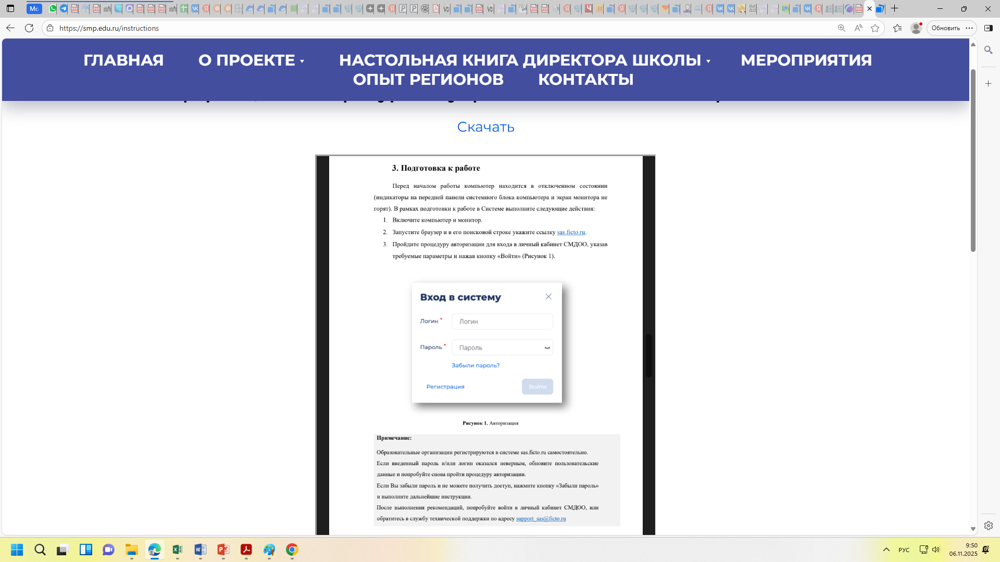 Мс
https://smp.edu.ru/instructions
Обновить
ГЛАВНАЯ О ПРОЕКТЕ НАСТОЛЬНАЯ КНИГА ДИРЕКТОРА ШКОЛЫ МЕРОПРИЯТИЯ
ОПЫТ РЕГИОНОВ КОНТАКТЫ
Скачать
3. Подготовка к работе
Перед началом работы компьютер находится в отключенном состоянии
(индикаторы на передней панели системного блока компьютера и экран монитора не
горят). В рамках подготовки к работе в Системе выполните следующие действия:
1. Включите компьютер и монитор.
2. Запустите браузер и в его поисковой строке укажите ссылку sas.ficto.ru.
3. Пройдите процедуру авторизации для входа в личный кабинет СМДОО, указав
требуемые параметры и нажав кнопку «Войти» (Рисунок 1).
Вход в систему
Логин * Логин
Пароль * Пароль
Забыли пароль?
Регистрация Войти
Рисунок 1. Авторизация
Примечание:
Образовательные организации регистрируются в системе sas.ficto.ru самостоятельно.
Если введенный пароль и/или логин оказался неверным, обновите пользовательские
данные и попробуйте снова пройти процедуру авторизации.
Если Вы забыли пароль и не можете получить доступ, нажмите кнопку «Забыли пароль»
и выполните дальнейшие инструкции.
После выполнения рекомендаций, попробуйте войти в личный кабинет СМДОО, или
обратитесь в службу технической поддержки по адресу support_sas@ficto.ru
РУС
9:50
06.11.2025